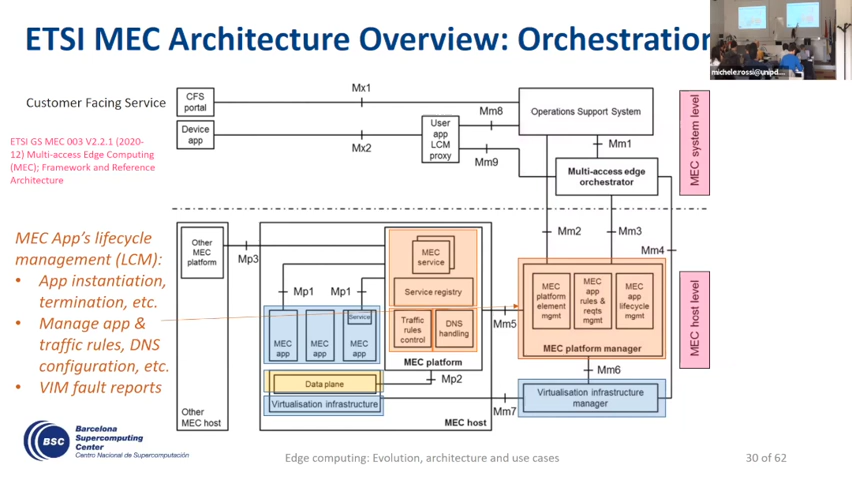 ETSI MEC Architecture Overview: Orchestration
michele.rossi@unipd...
Customer Facing Service
ETSI GS MEC 003 V2.2.1 (2020-
12) Multi-access Edge Computing
(MEC); Framework and Reference
Architecture
MEC App's lifecycle
management (LCM):
• App instantiation,
termination, etc.
• Manage app &
traffic rules, DNS
configuration, etc.
• VIM fault reports
CFS
portal
Device
app
Mx1
Mx2
User
app
LCM
proxy
Mm8
Mm9
Operations Support System
Mm1
Multi-access edge
orchestrator
MEC system level
Mm2
Mm3
Mm4
Other
MEC
platform
Mp3
Mp1
Mp1
MEC
service
Service registry
Traffic
rules
control
DNS
handling
MEC platform
MEC
app
MEC
app
Service
MEC
app
Mp2
Data plane
Virtualisation infrastructure
MEC host
Other
MEC host
Mm5
MEC
platform
element
mgmt
MEC
app
rules &
reqts
mgmt
MEC
app
lifecycle
mgmt
MEC platform manager
Mm6
Mm7
Virtualisation infrastructure
manager
MEC host level
BSC
Barcelona
Supercomputing
Center
Centro Nacional de Supercomputación
Edge computing: Evolution, architecture and use cases
30 of 62